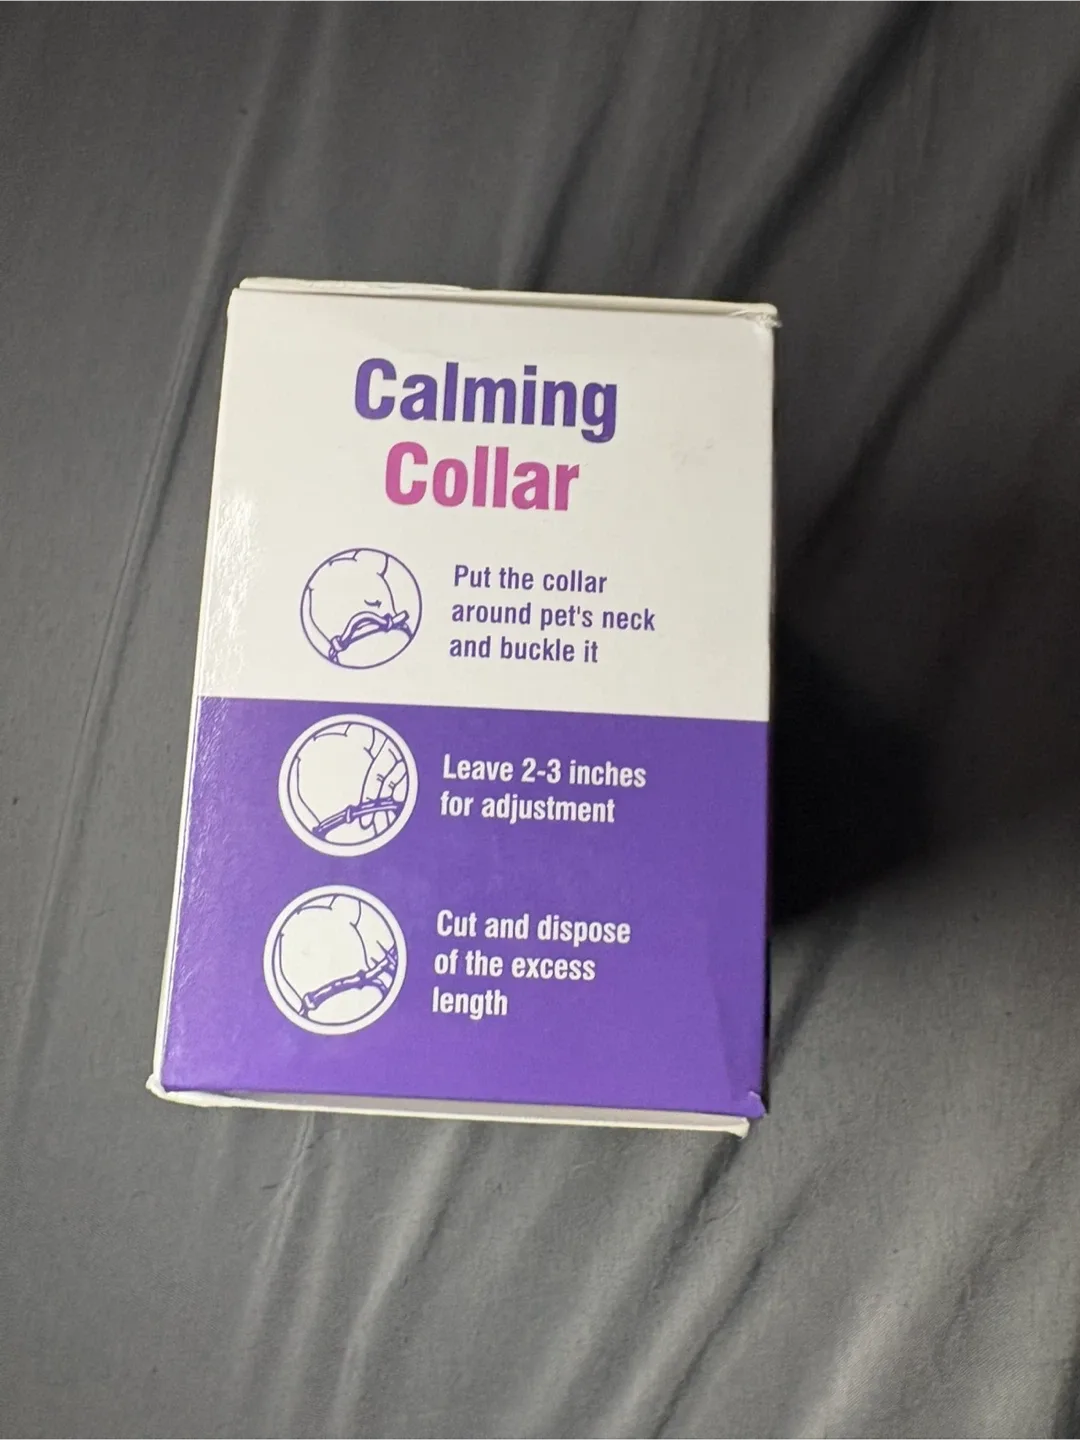 Calming
Collar
Put the collar
around pet's neck
and buckle it
Leave 2-3 inches
for adjustment
Cut and dispose
of the excess
length